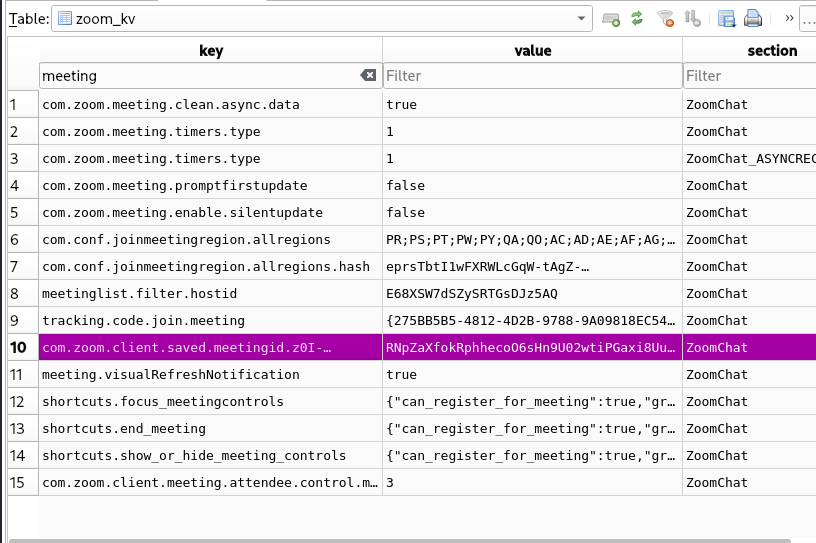 Table: zoom_kv
key value section
meeting Filter Filter
1 com.zoom.meeting.clean.async.data true ZoomChat
2 com.zoom.meeting.timers.type 1 ZoomChat
3 com.zoom.meeting.timers.type 1 ZoomChat_ASYNCREC
4 com.zoom.meeting.promptfirstupdate false ZoomChat
5 com.zoom.meeting.enable.silentupdate false ZoomChat
6 com.conf.joinmeetingregion.allregions PR;PS;PT;PW;PY;QA;QO;AC;AD;AE;AF;AG;… ZoomChat
7 com.conf.joinmeetingregion.allregions.hash eprsTbtI1wFXRWLcGqW-tAgZ-… ZoomChat
8 meetinglist.filter.hostid E68XSW7dSZySRTGsDJz5AQ ZoomChat
9 tracking.code.join.meeting {275BB5B5-4812-4D2B-9788-9A09818EC54… ZoomChat
10 com.zoom.client.saved.meetingid.z0I-… RNpZaXfokRphhecoO6sHn9U02wtiPGaxi8Uu… ZoomChat
11 meeting.visualRefreshNotification true ZoomChat
12 shortcuts.focus_meetingcontrols {"can_register_for_meeting":true,"gr… ZoomChat
13 shortcuts.end_meeting {"can_register_for_meeting":true,"gr… ZoomChat
14 shortcuts.show_or_hide_meeting_controls {"can_register_for_meeting":true,"gr… ZoomChat
15 com.zoom.client.meeting.attendee.control.m… 3 ZoomChat